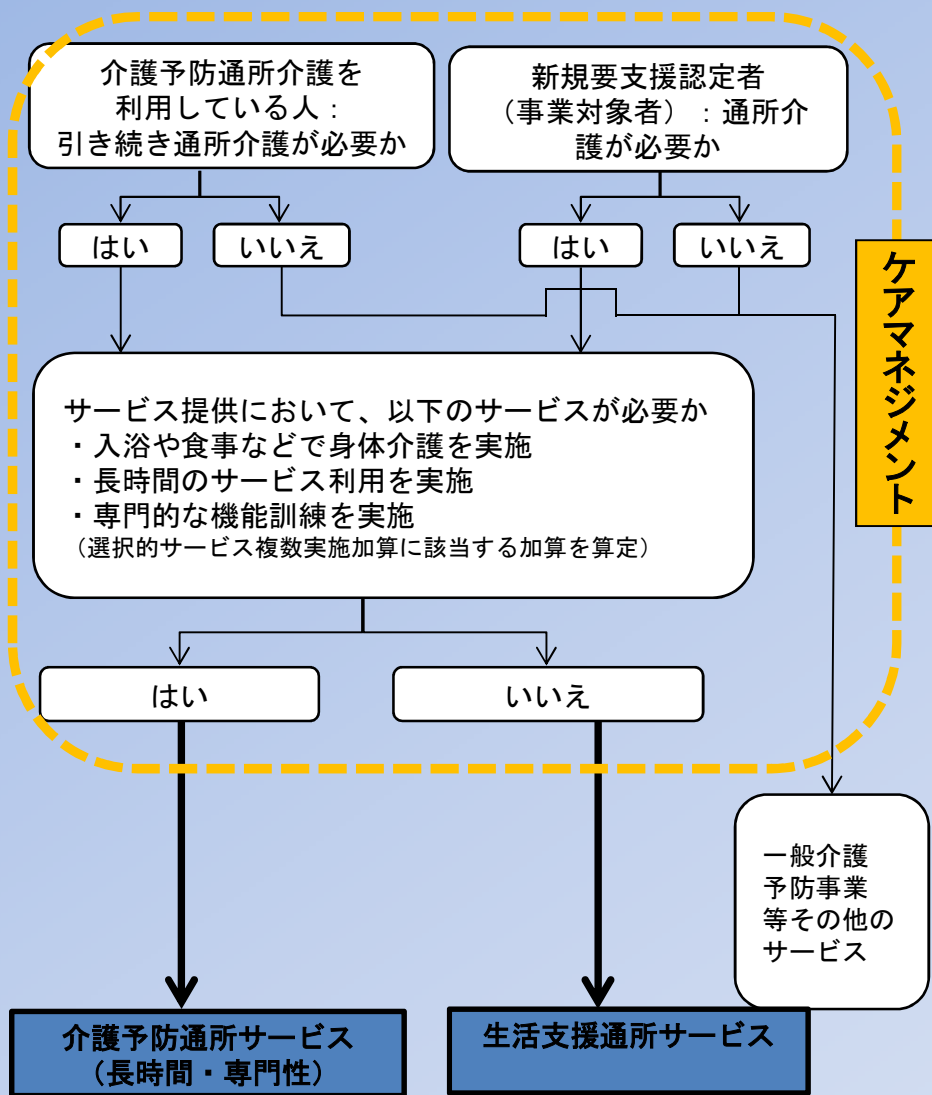 介護予防通所介護を
利用している人：
引き続き通所介護が必要か
新規要支援認定者
（事業対象者）：通所介
護が必要か
はい
いいえ
はい
いいえ
ケアマネジメント
サービス提供において、以下のサービスが必要か
・入浴や食事などで身体介護を実施
・長時間のサービス利用を実施
・専門的な機能訓練を実施
（選択的サービス複数実施加算に該当する加算を算定）
はい
いいえ
一般介護
予防事業
等その他の
サービス
介護予防通所サービス
（長時間・専門性）
生活支援通所サービス